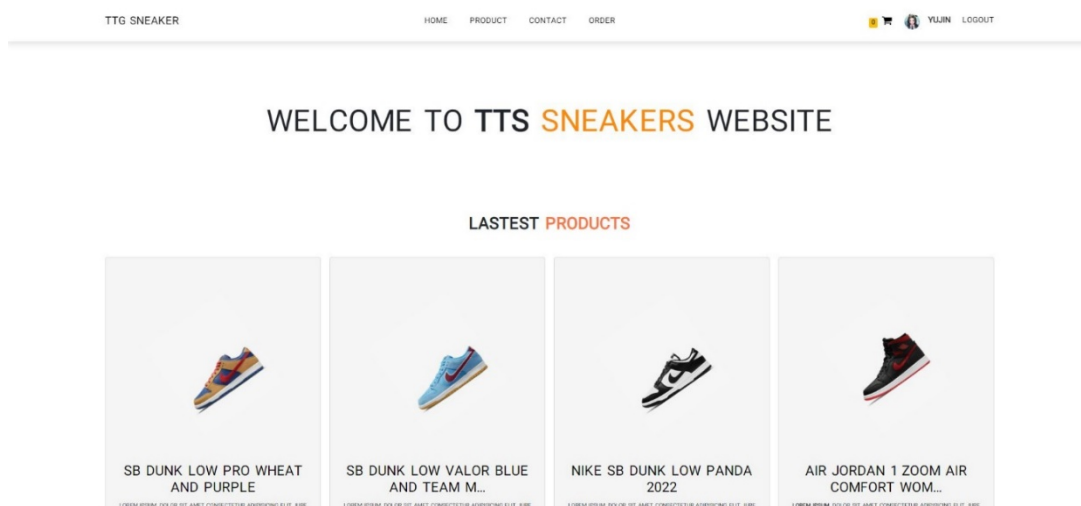 TTG SNEAKER
HOME PRODUCT CONTACT ORDER
0 YUJIN LOGOUT
WELCOME TO TTS SNEAKERS WEBSITE
LASTEST PRODUCTS
SB DUNK LOW PRO WHEAT
AND PURPLE
SB DUNK LOW VALOR BLUE
AND TEAM M...
NIKE SB DUNK LOW PANDA
2022
AIR JORDAN 1 ZOOM AIR
COMFORT WOM...